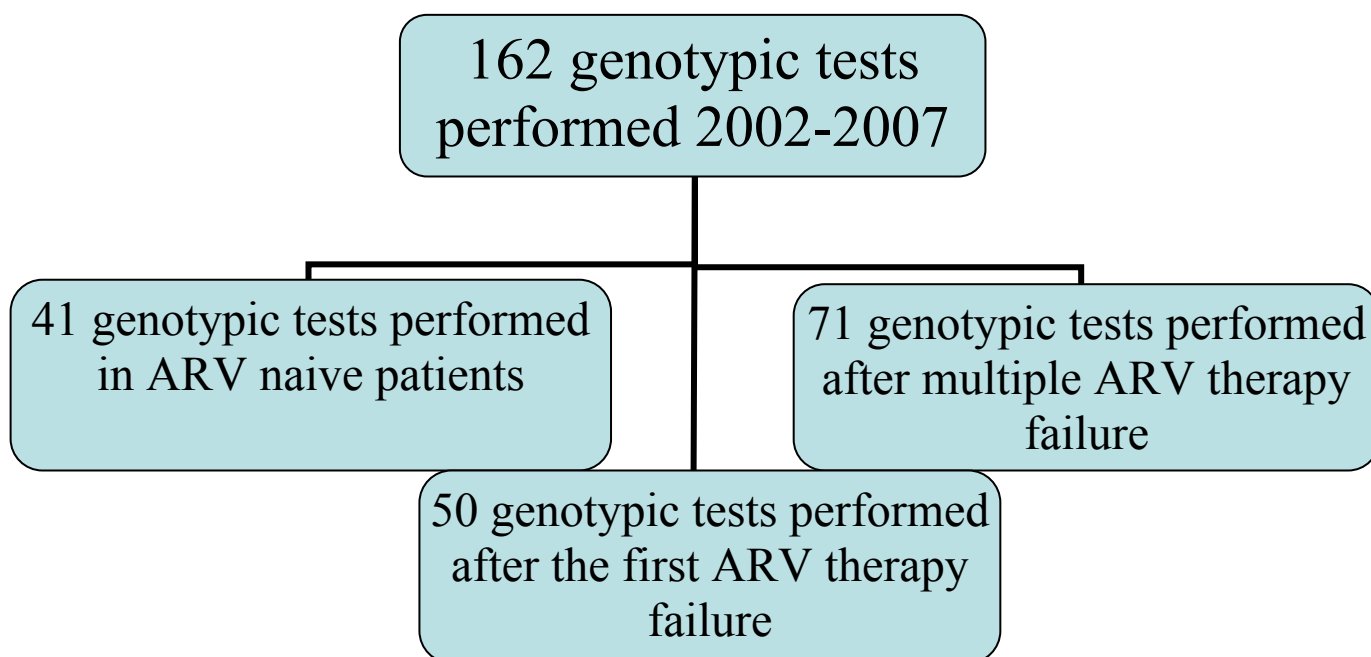 162 genotypic tests
performed 2002-2007
41 genotypic tests performed
in ARV naive patients
71 genotypic tests performed
after multiple ARV therapy
failure
50 genotypic tests performed
after the first ARV therapy
failure